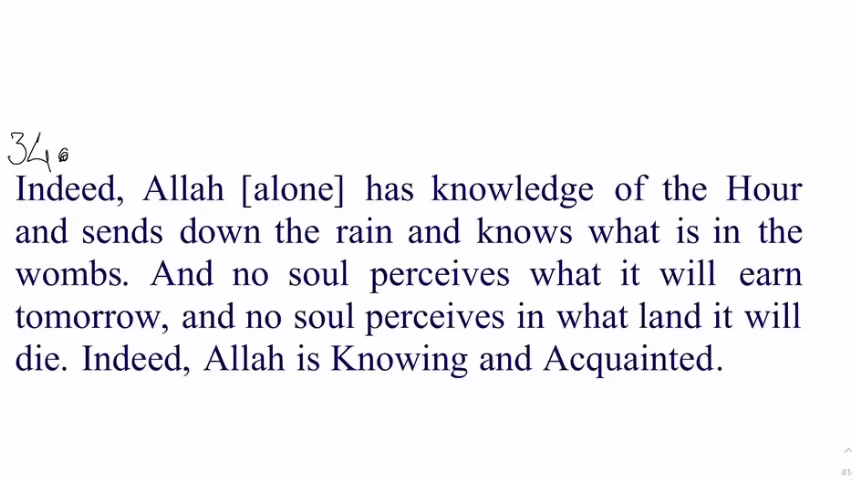 34.
Indeed, Allah [alone] has knowledge of the Hour
and sends down the rain and knows what is in the
wombs. And no soul perceives what it will earn
tomorrow, and no soul perceives in what land it will
die. Indeed, Allah is Knowing and Acquainted.